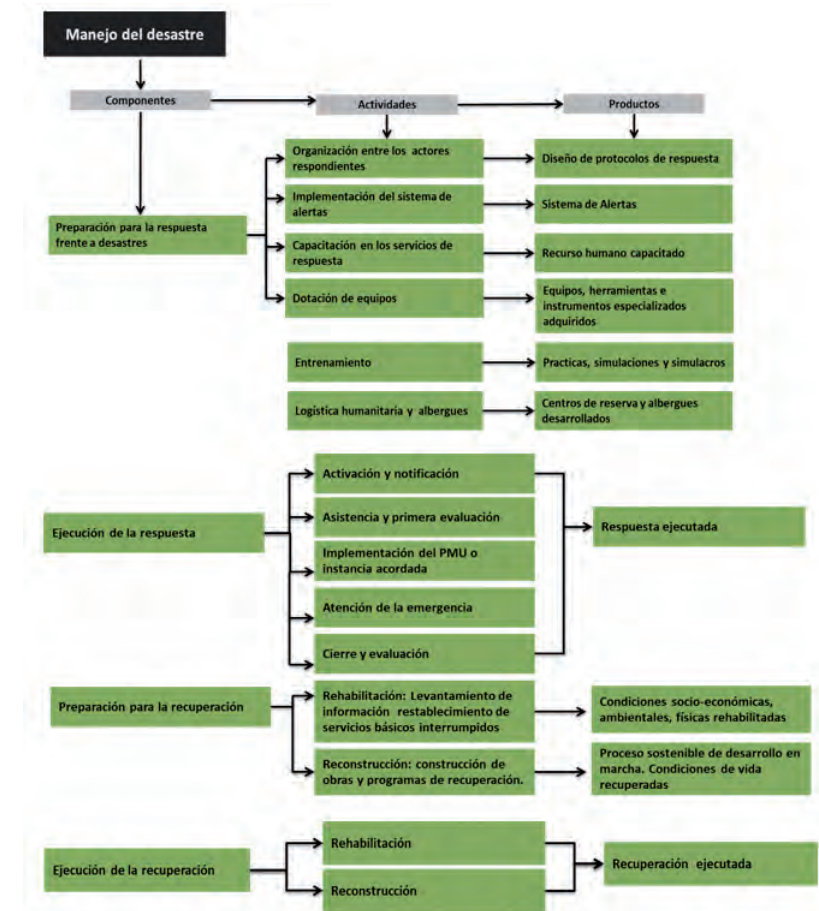 Manejo del desastre
Componentes
Actividades
Productos
Organización entre los actores
respondientes
Diseño de protocolos de respuesta
Implementación del sistema de
alertas
Sistema de Alertas
Preparación para la respuesta
frente a desastres
Capacitación en los servicios de
respuesta
Recurso humano capacitado
Dotación de equipos
Equipos, herramientas e
instrumentos especializados
adquiridos
Entrenamiento
Practicas, simulaciones y simulacros
Logística humanitaria y albergues
Centros de reserva y albergues
desarrollados
Ejecución de la respuesta
Activación y notificación
Asistencia y primera evaluación
Implementación del PMU o
instancia acordada
Atención de la emergencia
Cierre y evaluación
Respuesta ejecutada
Preparación para la recuperación
Rehabilitación: Levantamiento de
información restablecimiento de
servicios básicos interrumpidos
Condiciones socio-económicas,
ambientales, físicas rehabilitadas
Reconstrucción: construcción de
obras y programas de recuperación.
Proceso sostenible de desarrollo en
marcha. Condiciones de vida
recuperadas
Ejecución de la recuperación
Rehabilitación
Reconstrucción
Recuperación ejecutada